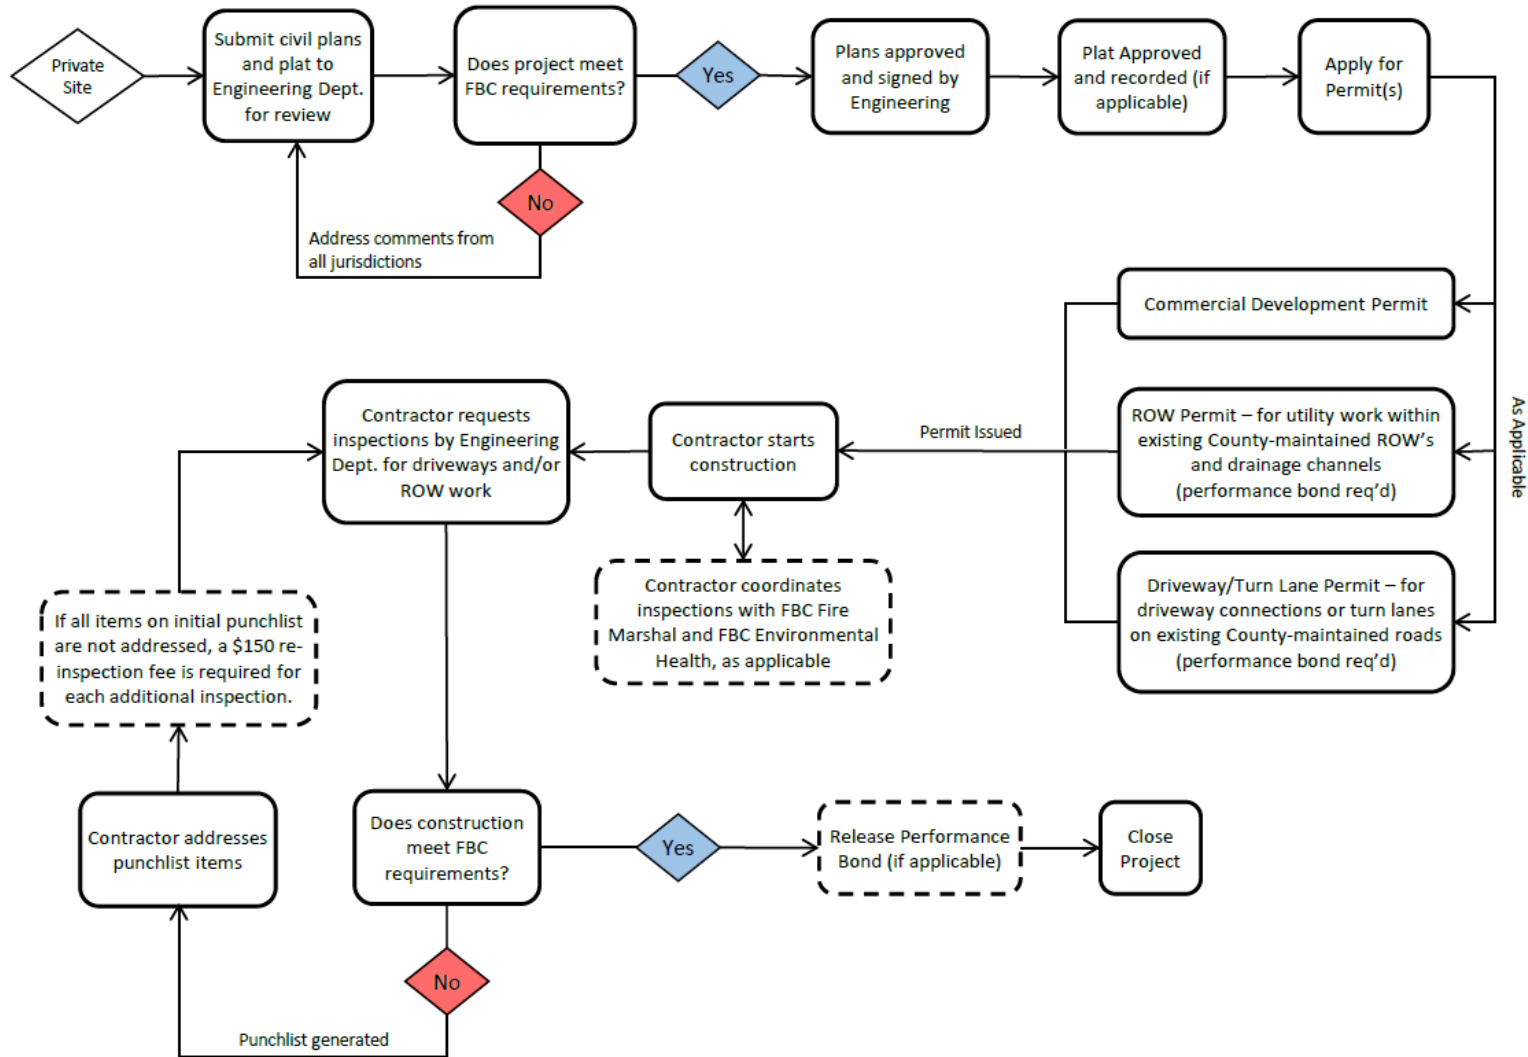 Private
Site
Submit civil plans
and plat to
Engineering Dept.
for review
Does project meet
FBC requirements?
Yes
Plans approved
and signed by
Engineering
Plat Approved
and recorded (if
applicable)
Apply for
Permit(s)
No
Address comments from
all jurisdictions
Commercial Development Permit
As Applicable
ROW Permit – for utility work within
existing County-maintained ROW's
and drainage channels
(performance bond req'd)
Driveway/Turn Lane Permit – for
driveway connections or turn lanes
on existing County-maintained roads
(performance bond req'd)
Permit Issued
Contractor starts
construction
Contractor coordinates
inspections with FBC Fire
Marshal and FBC Environmental
Health, as applicable
Contractor requests
inspections by Engineering
Dept. for driveways and/or
ROW work
If all items on initial punchlist
are not addressed, a $150 re-
inspection fee is required for
each additional inspection.
Contractor addresses
punchlist items
Does construction
meet FBC
requirements?
Yes
Release Performance
Bond (if applicable)
Close
Project
No
Punchlist generated